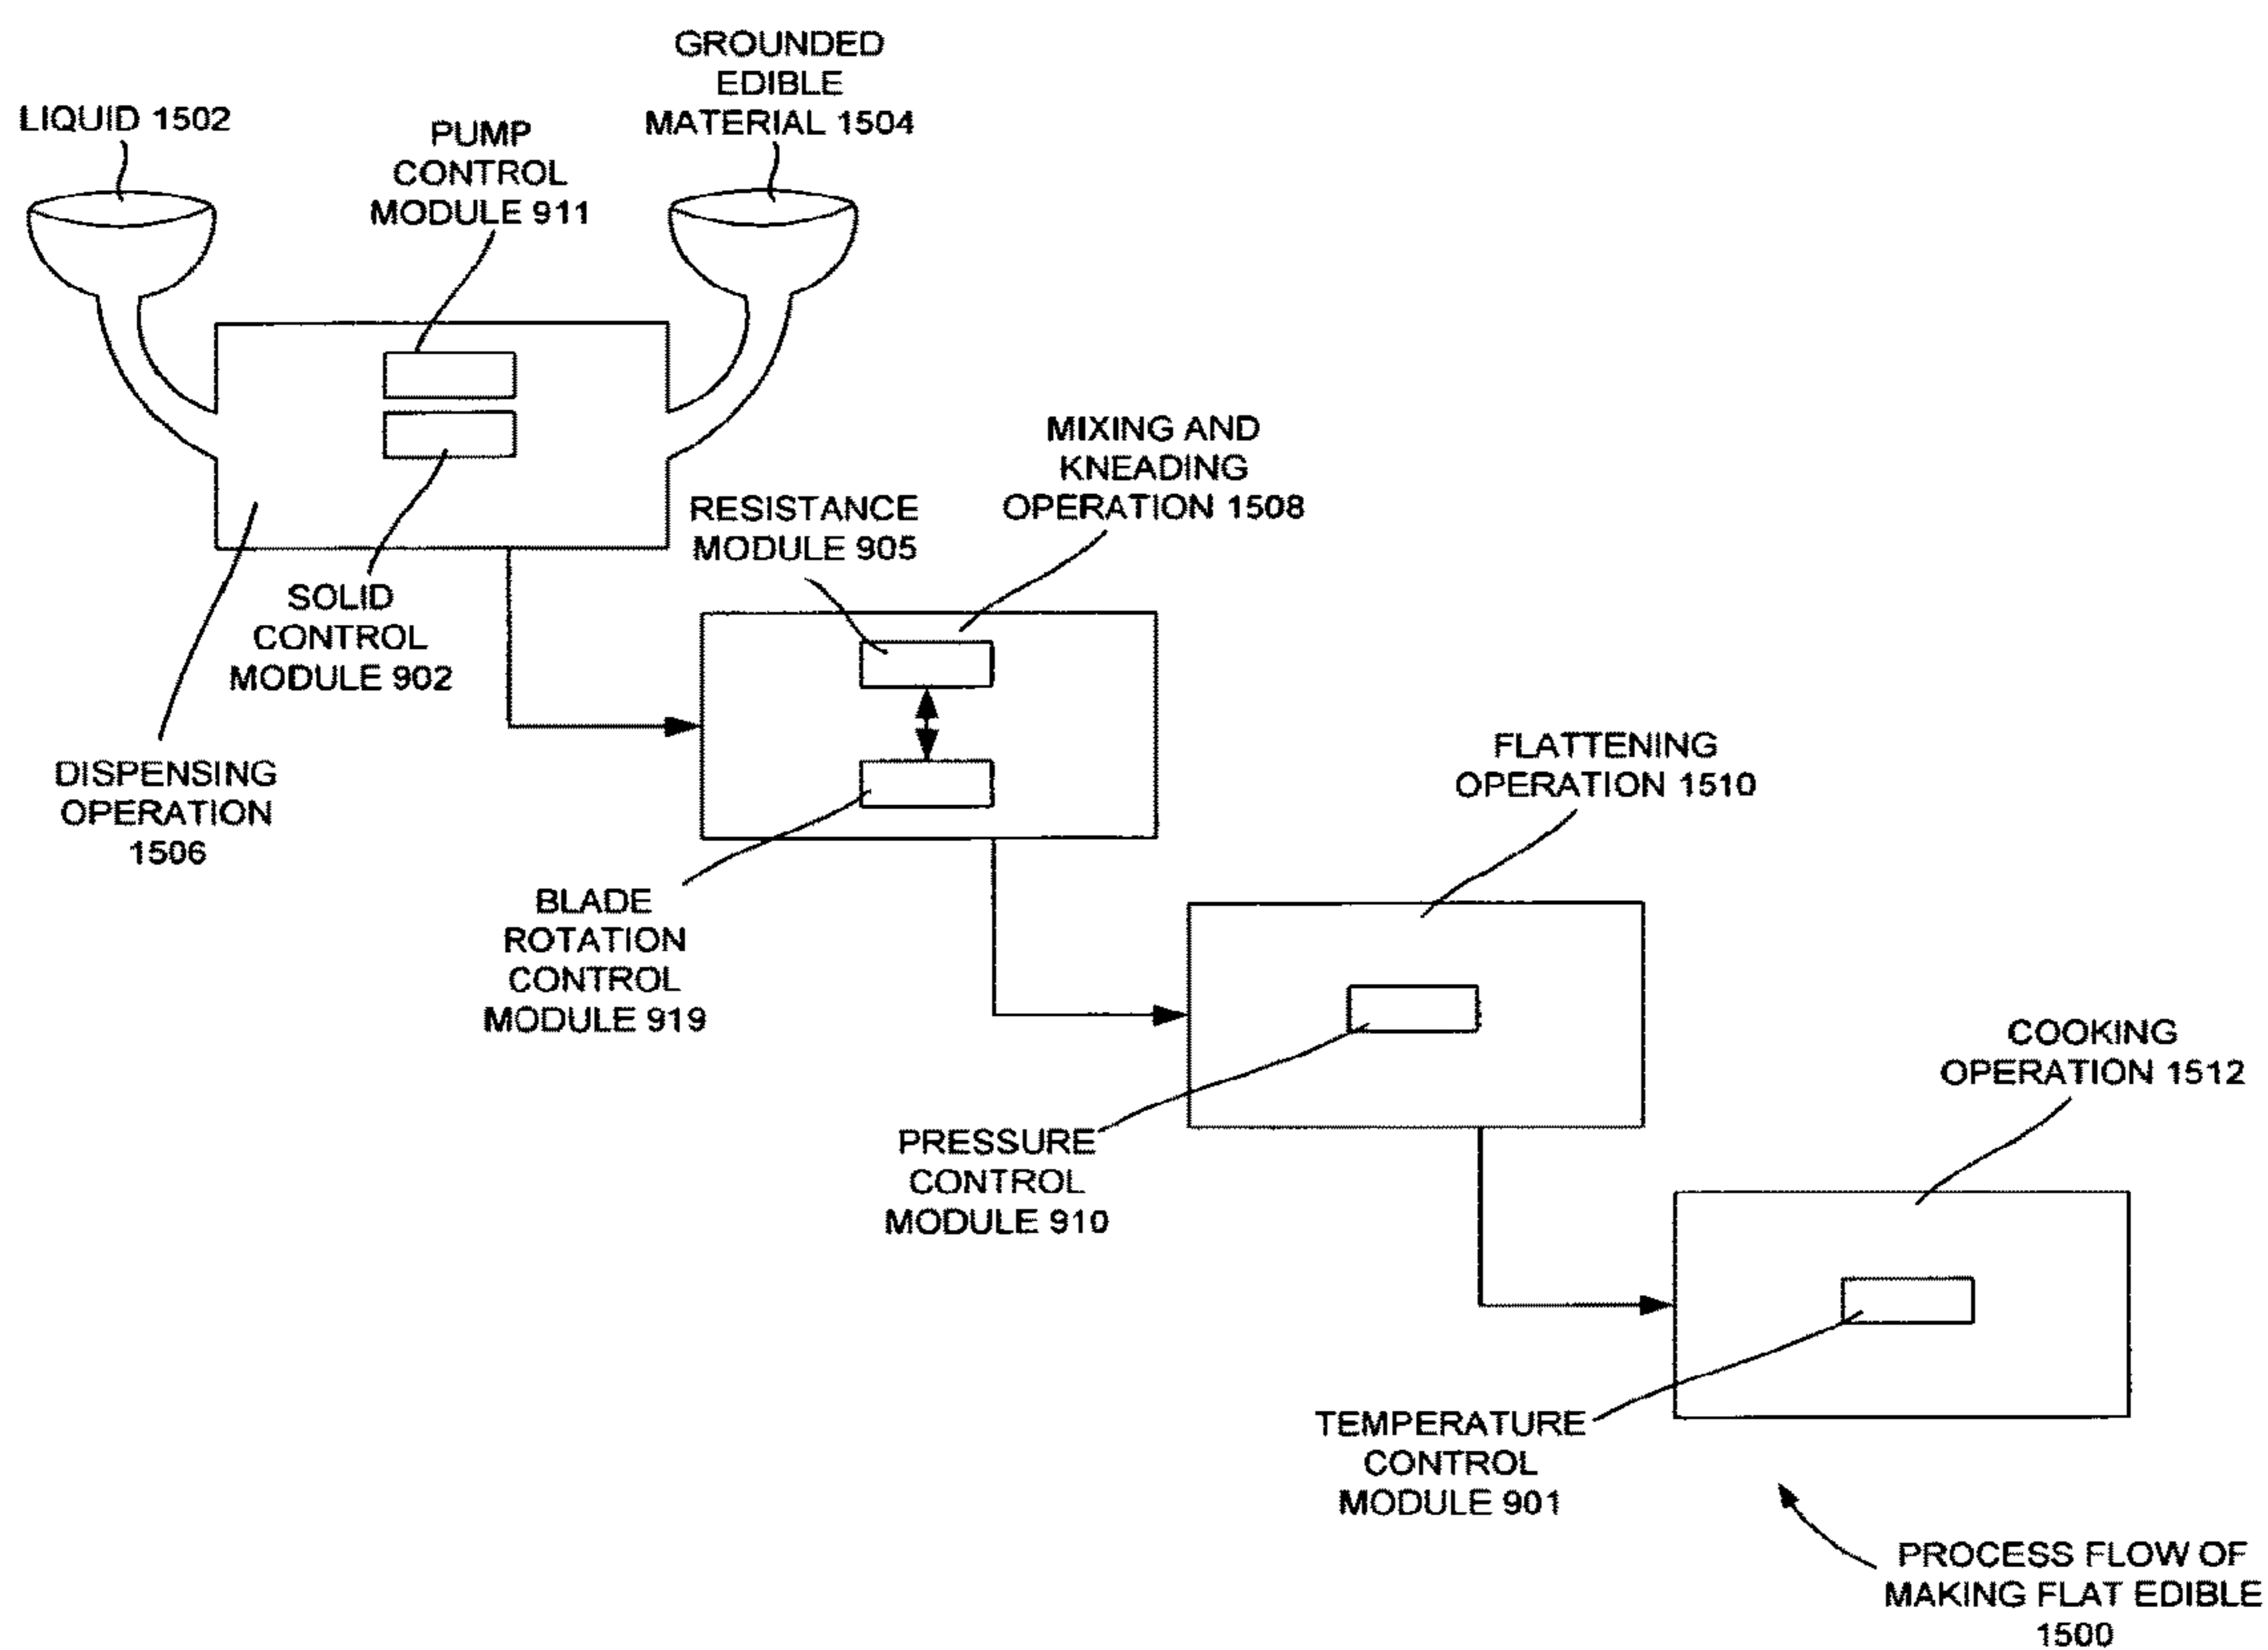 LIQUID 1502
PUMP
CONTROL
MODULE 911
GROUNDED
EDIBLE
MATERIAL 1504
SOLID
CONTROL
MODULE 902
DISPENSING
OPERATION
1506
RESISTANCE
MODULE 905
MIXING AND
KNEADING
OPERATION 1508
BLADE
ROTATION
CONTROL
MODULE 919
FLATTENING
OPERATION 1510
PRESSURE
CONTROL
MODULE 910
COOKING
OPERATION 1512
TEMPERATURE
CONTROL
MODULE 901
PROCESS FLOW OF
MAKING FLAT EDIBLE
1500